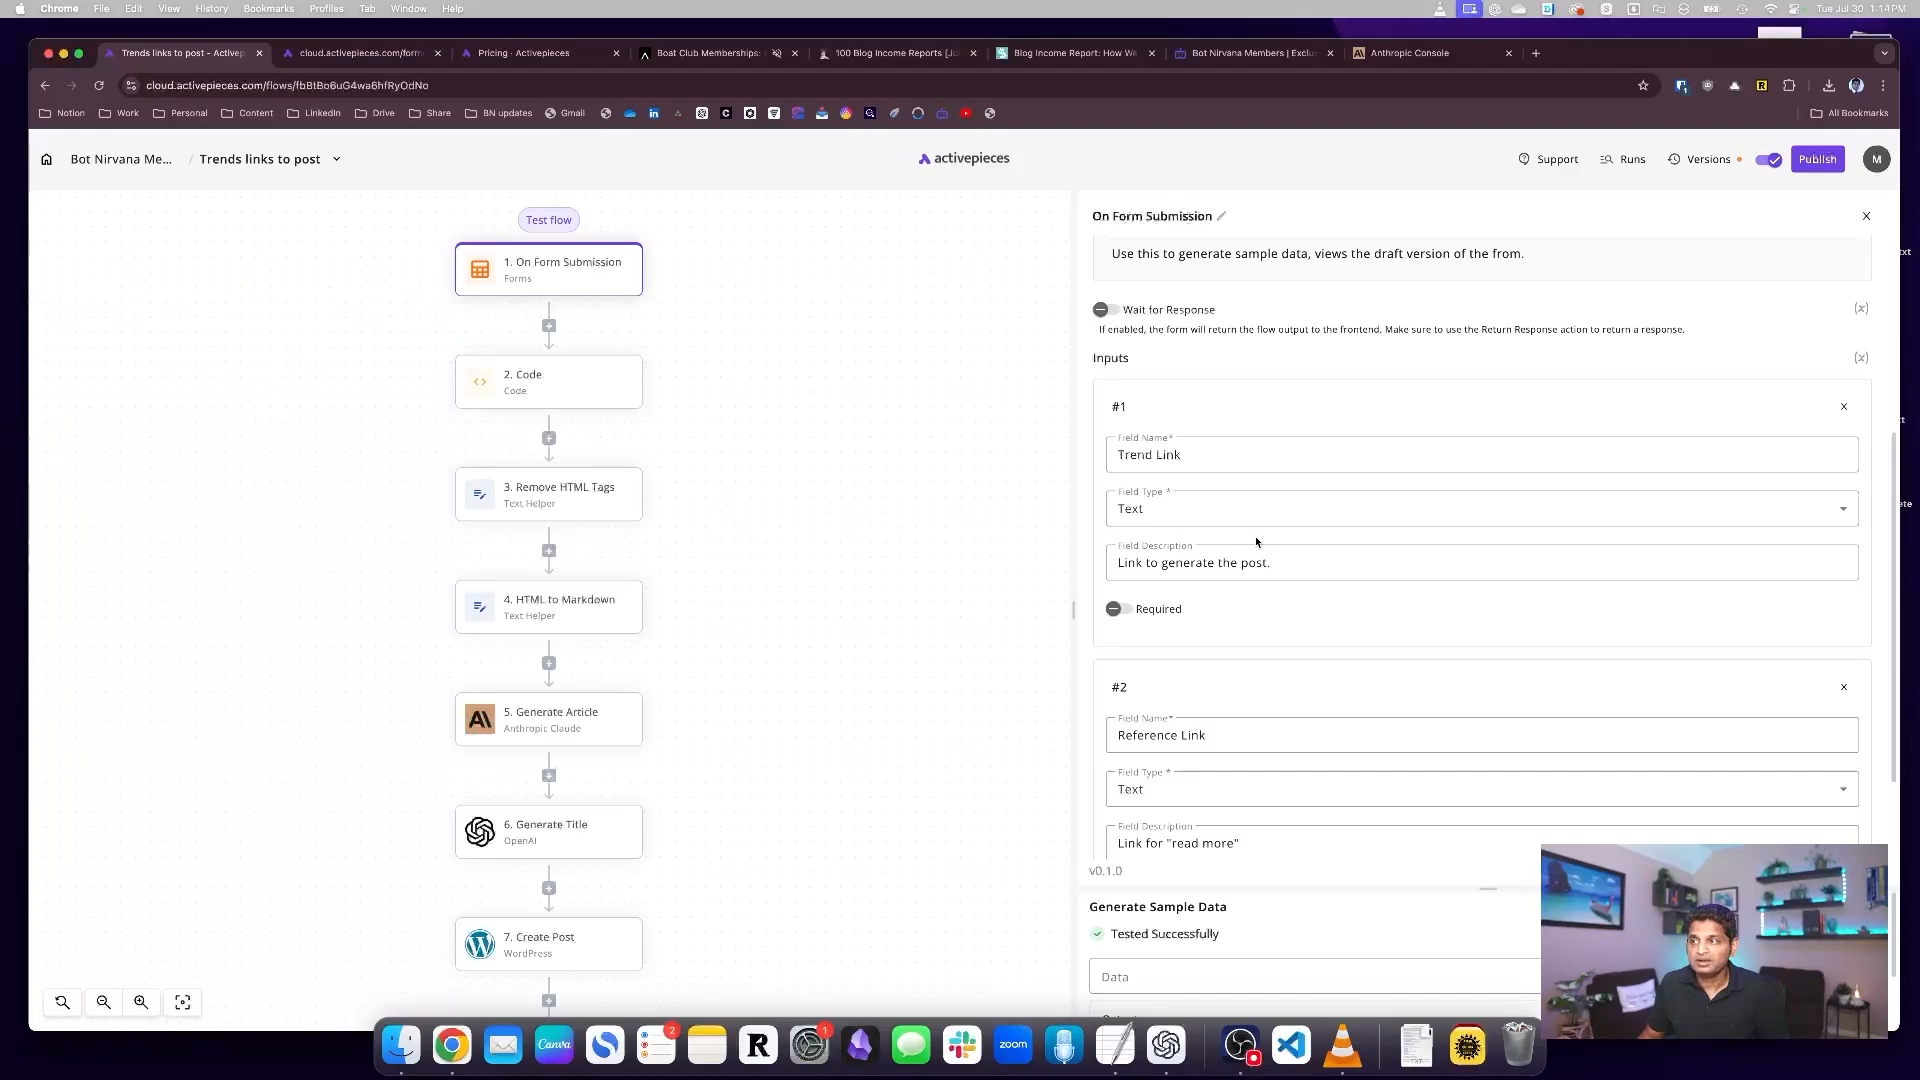 Chrome File Edit View History Bookmarks Profiles Tab Window Help Tue Jul 30 1:14 PM
Trends links to post - Activep
cloud.activepieces.com/form
Pricing · Activepieces
Boat Club Memberships:
100 Blog Income Reports [Ju
Blog Income Report: How We
Bot Nirvana Members | Exclus
Anthropic Console
cloud.activepieces.com/flows/fbBtBo6uG4wa6hfRyOdNo
Notion Work Personal Content LinkedIn Drive Share BN updates Gmail All Bookmarks
Bot Nirvana Me... / Trends links to post
activepieces
Support Runs Versions Publish M
Test flow
1. On Form Submission
Forms
2. Code
Code
3. Remove HTML Tags
Text Helper
4. HTML to Markdown
Text Helper
5. Generate Article
Anthropic Claude
6. Generate Title
OpenAI
7. Create Post
WordPress
On Form Submission
Use this to generate sample data, views the draft version of the from.
Wait for Response (x)
If enabled, the form will return the flow output to the frontend. Make sure to use the Return Response action to return a response.
Inputs (x)
#1
Field Name*
Trend Link
Field Type *
Text
Field Description
Link to generate the post.
Required
#2
Field Name*
Reference Link
Field Type *
Text
Field Description
Link for "read more"
v0.1.0
Generate Sample Data
Tested Successfully
Data
2
1
Canva
zoom